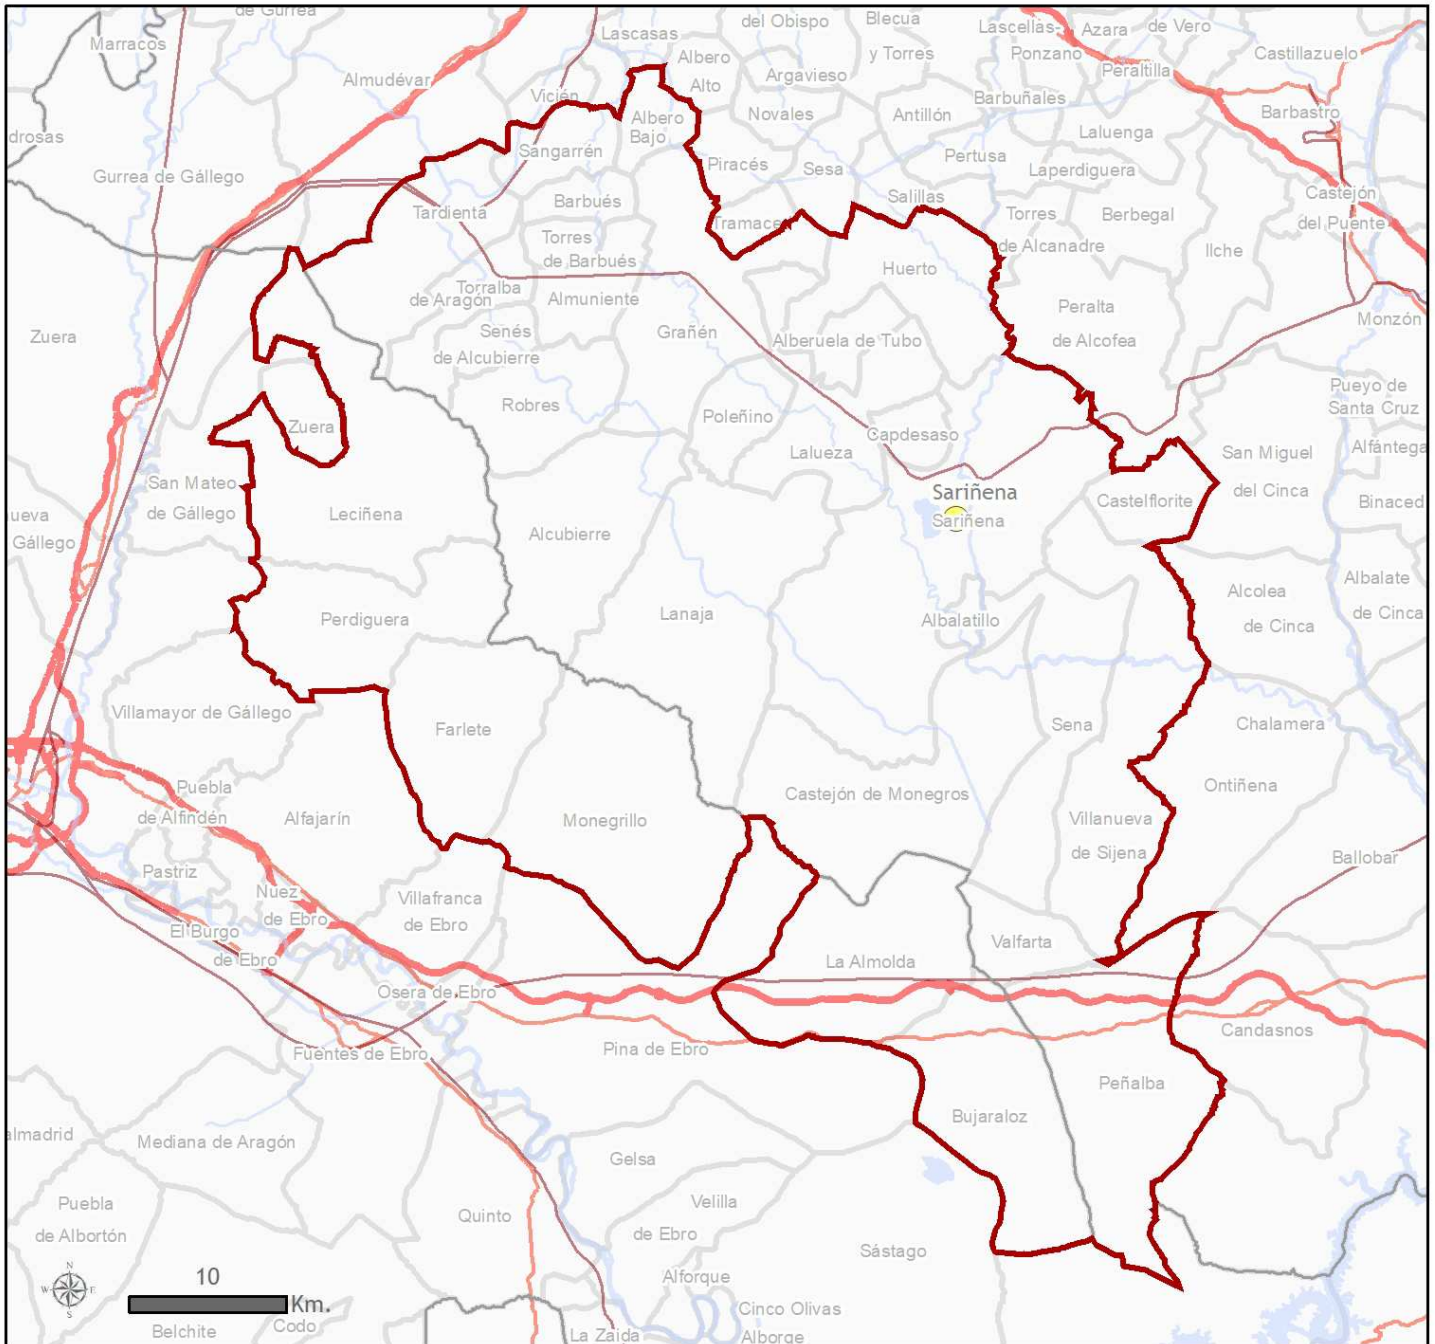 de Gurrea
Marracos
Almudévar
Lascasas
del Obispo
Blecua
y Torres
Lascellas-
Ponzano
Azara
de Vero
Castillazuelo
Albero
Alto
Argavieso
Peraltilla
Vicién
Barbuñales
Barbastro
drosas
Albero
Bajo
Novales
Antillón
Laluenga
Sangarrén
Pertusa
Gurrea de Gállego
Piracés
Sesa
Laperdiguera
Barbués
Salillas
Castejón
del Puente
Tardienta
Tramaced
Torres
de Alcanadre
Berbegal
Torres
de Barbués
Ilche
Huerto
Torralba
de Aragón
Almuniente
Peralta
de Alcofea
Monzón
Zuera
Senés
de Alcubierre
Grañén
Alberuela de Tubo
Pueyo de
Santa Cruz
Robres
Poleñino
Zuera
Capdesaso
Alfántega
Lalueza
San Miguel
del Cinca
San Mateo
de Gállego
Sariñena
Castelflorite
Binaced
Leciñena
Sariñena
ueva
Gállego
Alcubierre
Albalate
de Cinca
Alcolea
de Cinca
Perdiguera
Lanaja
Albalatillo
Villamayor de Gállego
Farlete
Sena
Chalamera
Ontiñena
Puebla
de Alfindén
Alfajarín
Monegrillo
Castejón de Monegros
Villanueva
de Sijena
Ballobar
Pastriz
Nuez
de Ebro
Villafranca
de Ebro
El Burgo
de Ebro
Valfarta
La Almolda
Osera de Ebro
Candasnos
Fuentes de Ebro
Pina de Ebro
Peñalba
Bujaraloz
almadrid
Mediana de Aragón
Gelsa
Puebla
de Albortón
Velilla
de Ebro
Quinto
Sástago
N
W E
S
10
Km.
Alforque
Cinco Olivas
Belchite
Codo
La Zaida
Alborge